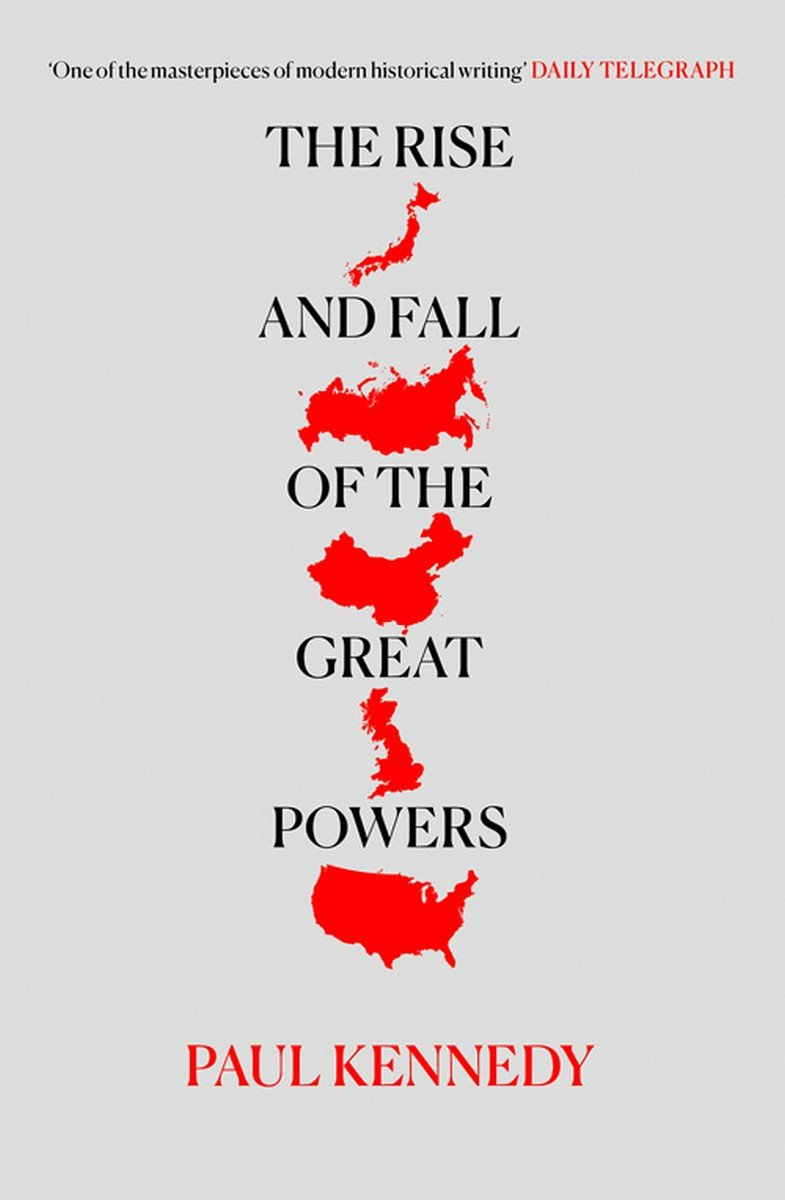 ‘One of the masterpieces of modern historical writing’ DAILY TELEGRAPH
THE RISE
AND FALL
OF THE
GREAT
POWERS
PAUL KENNEDY